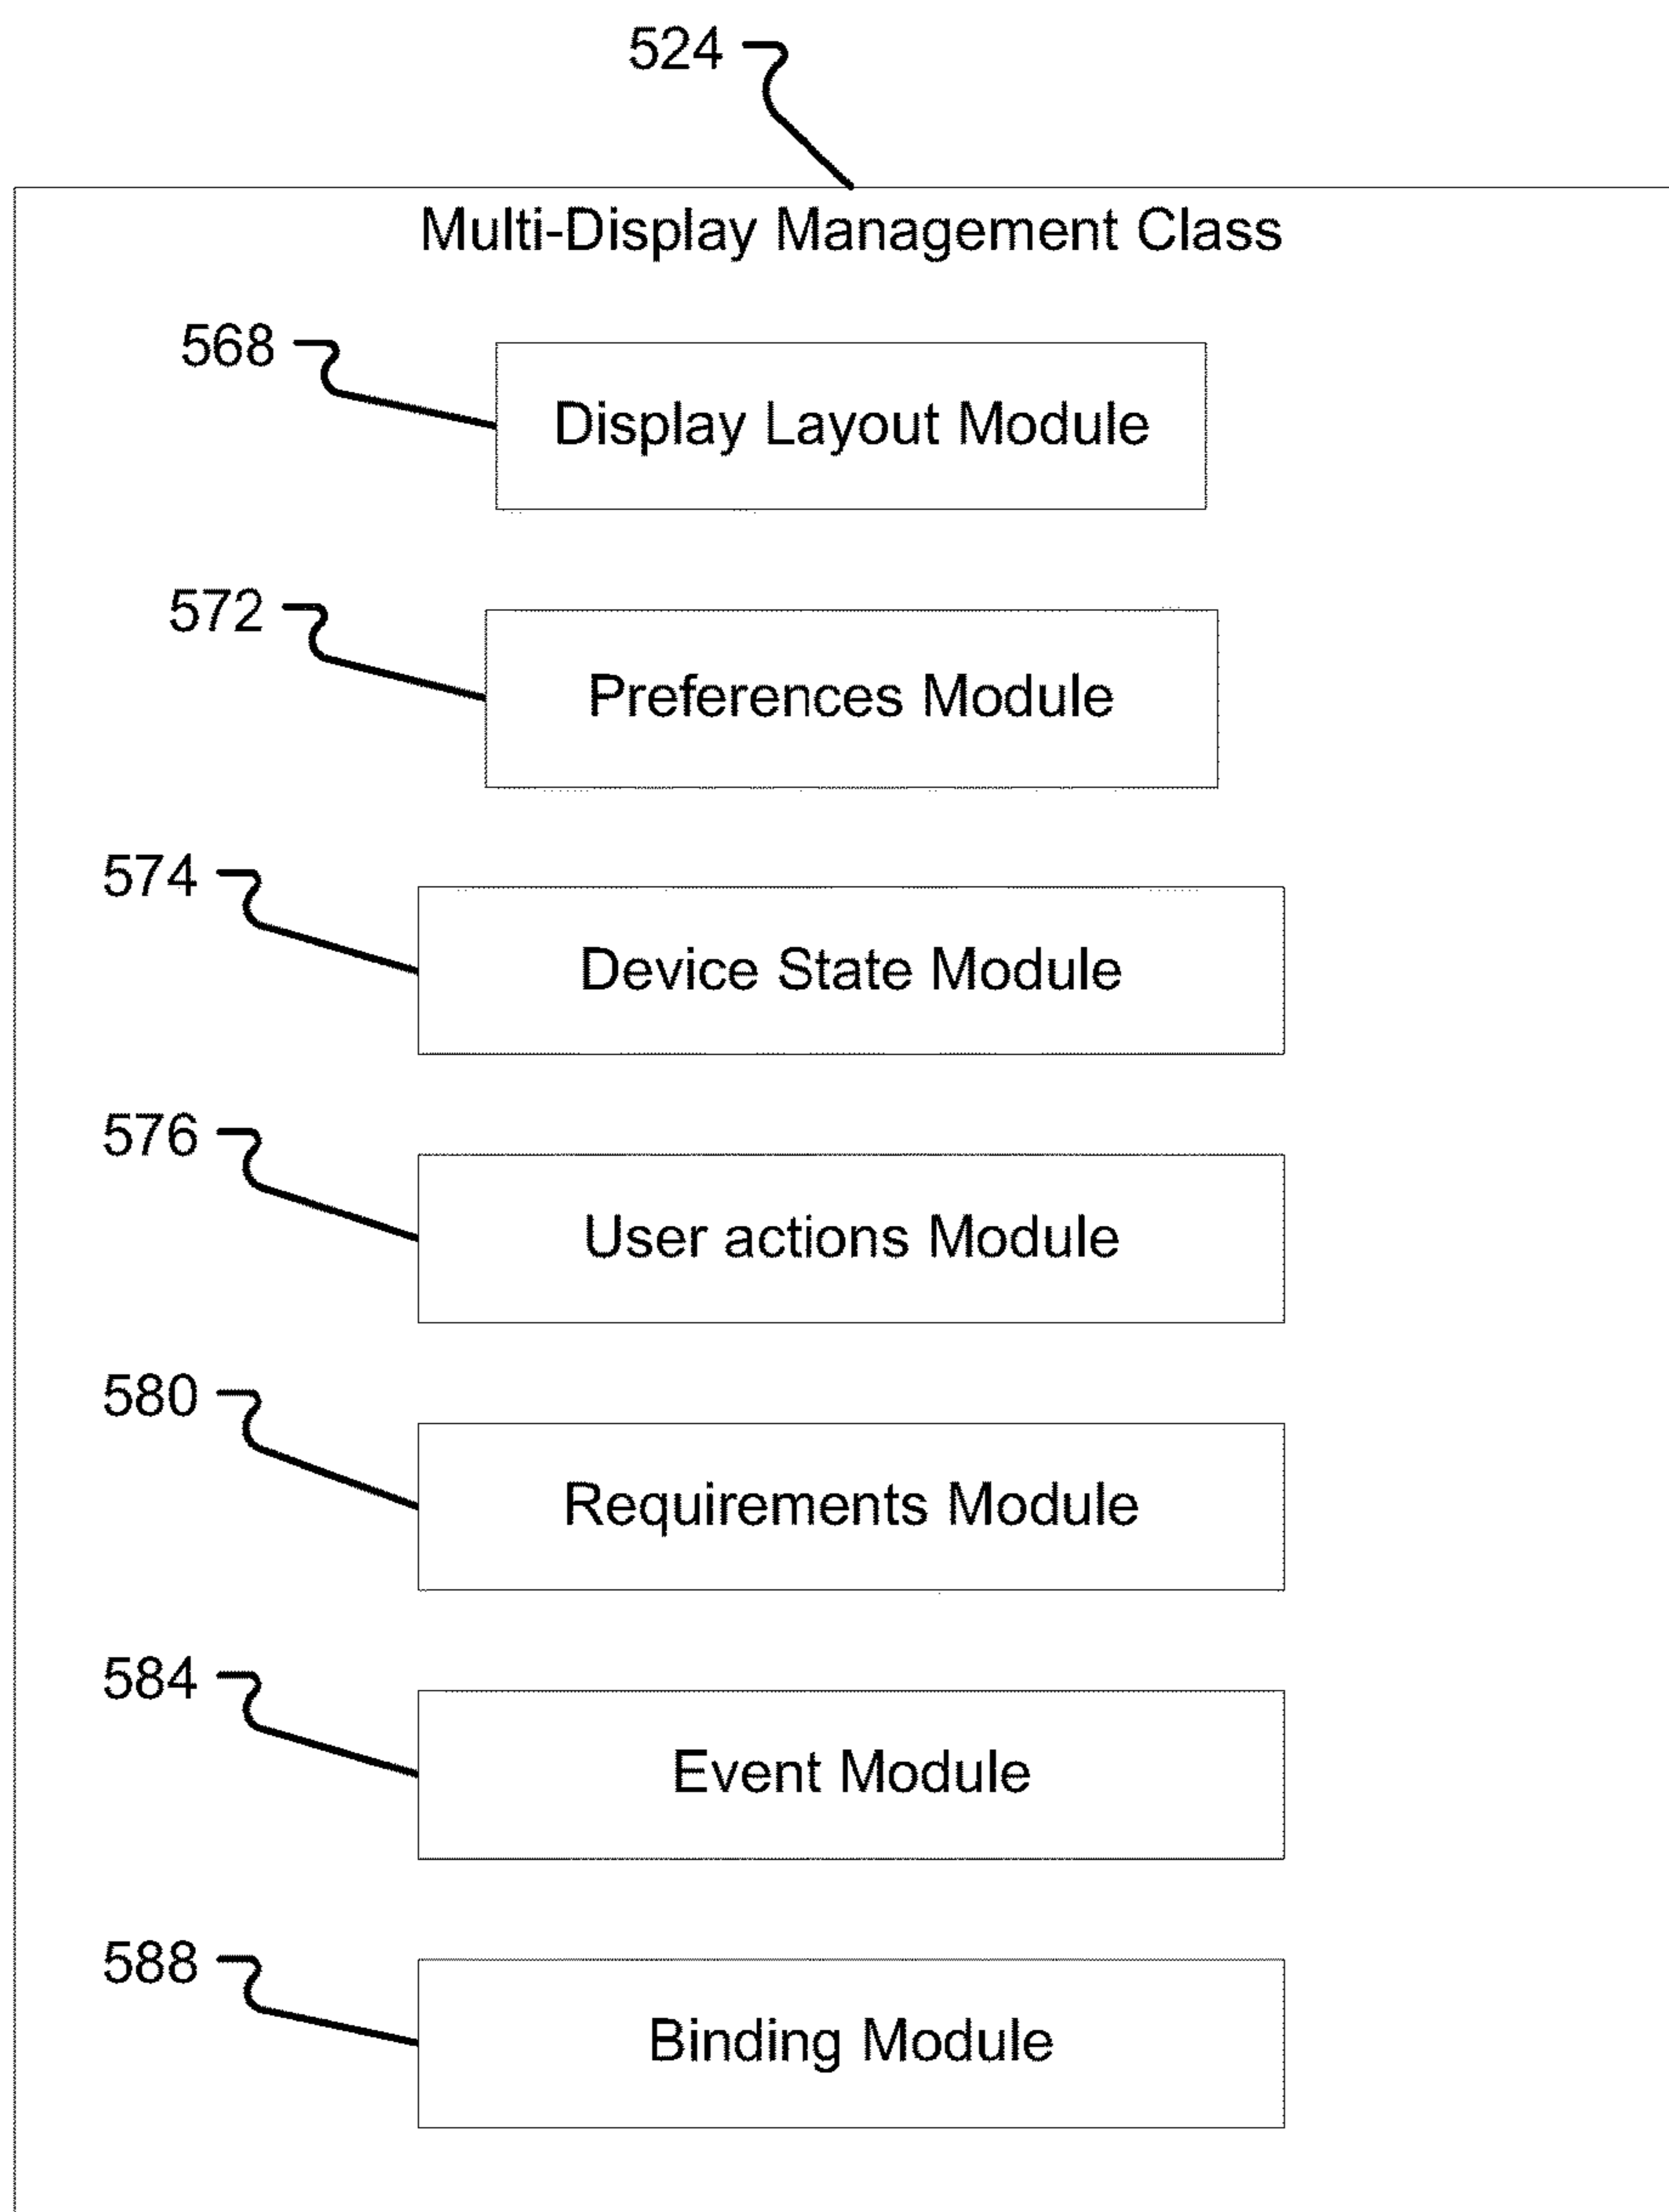 524
Multi-Display Management Class
568
Display Layout Module
572
Preferences Module
574
Device State Module
576
User actions Module
580
Requirements Module
584
Event Module
588
Binding Module